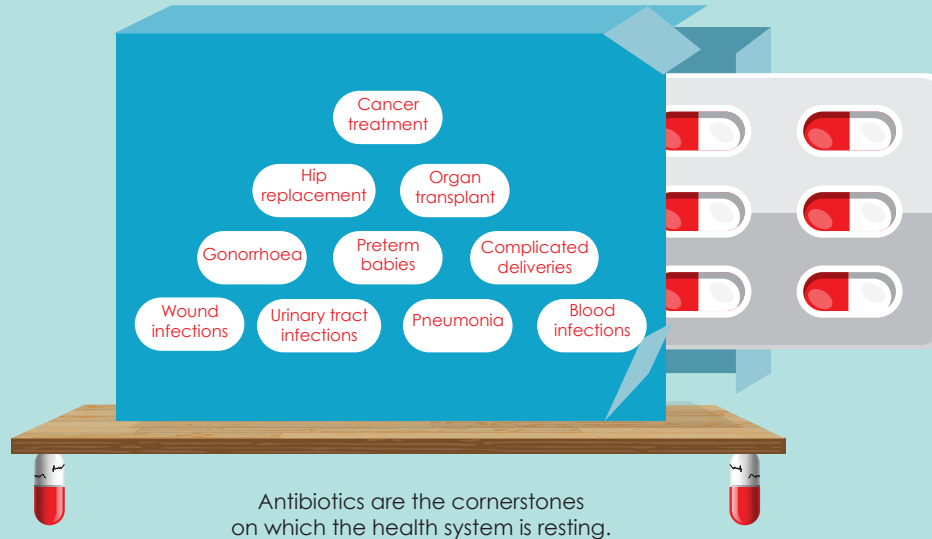 Cancer
treatment
Hip
replacement
Organ
transplant
Gonorrhoea
Preterm
babies
Complicated
deliveries
Wound
infections
Urinary tract
infections
Pneumonia
Blood
infections
Antibiotics are the cornerstones
on which the health system is resting.